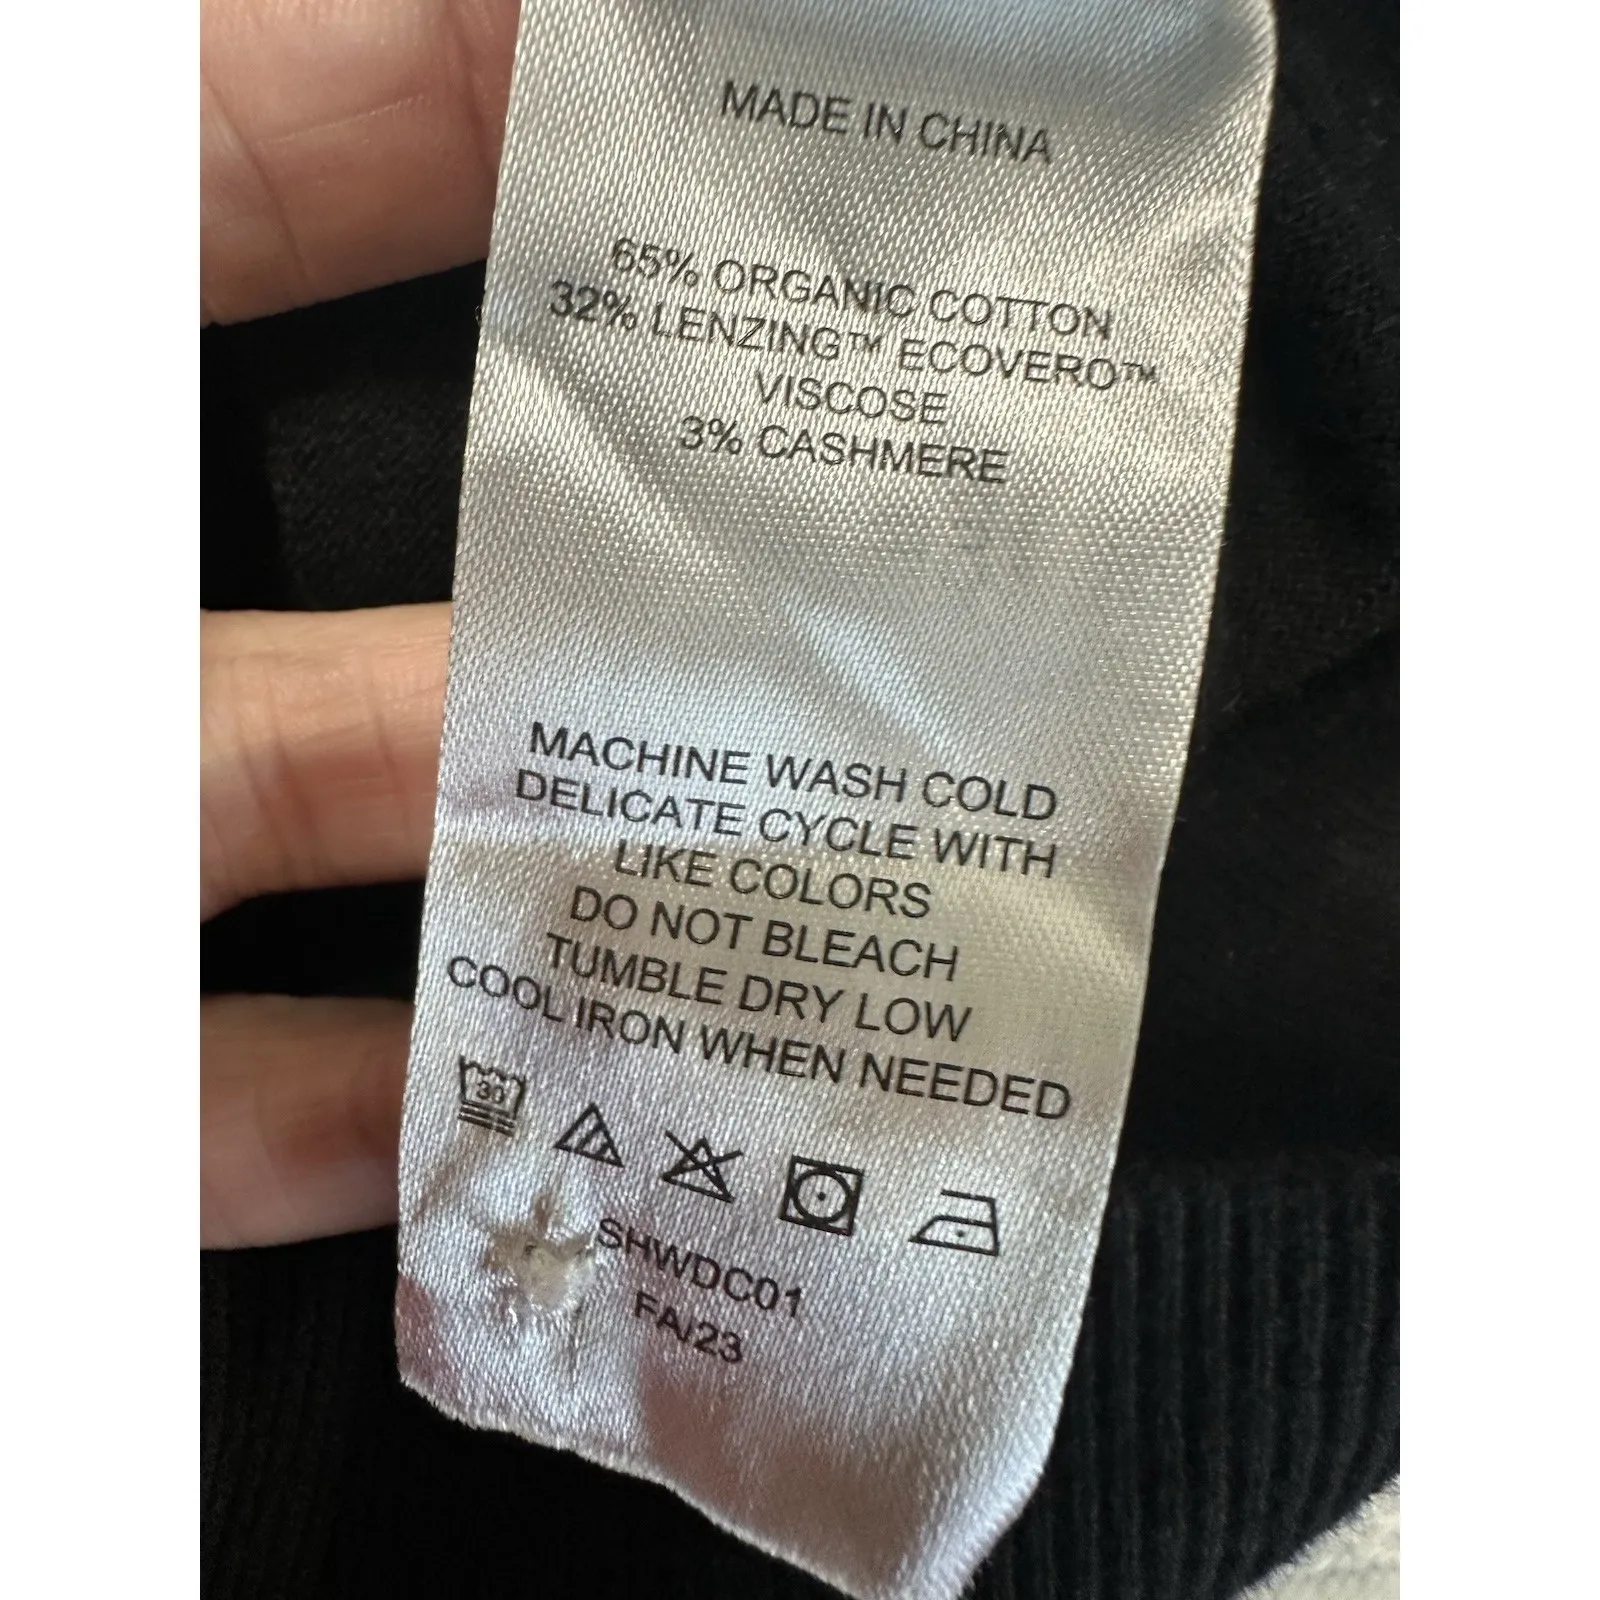 MADE IN CHINA
65% ORGANIC COTTON
32% LENZING™ ECOVERO™
VISCOSE
3% CASHMERE
MACHINE WASH COLD
DELICATE CYCLE WITH
LIKE COLORS
DO NOT BLEACH
TUMBLE DRY LOW
COOL IRON WHEN NEEDED
30
SHWDC01
FA/23